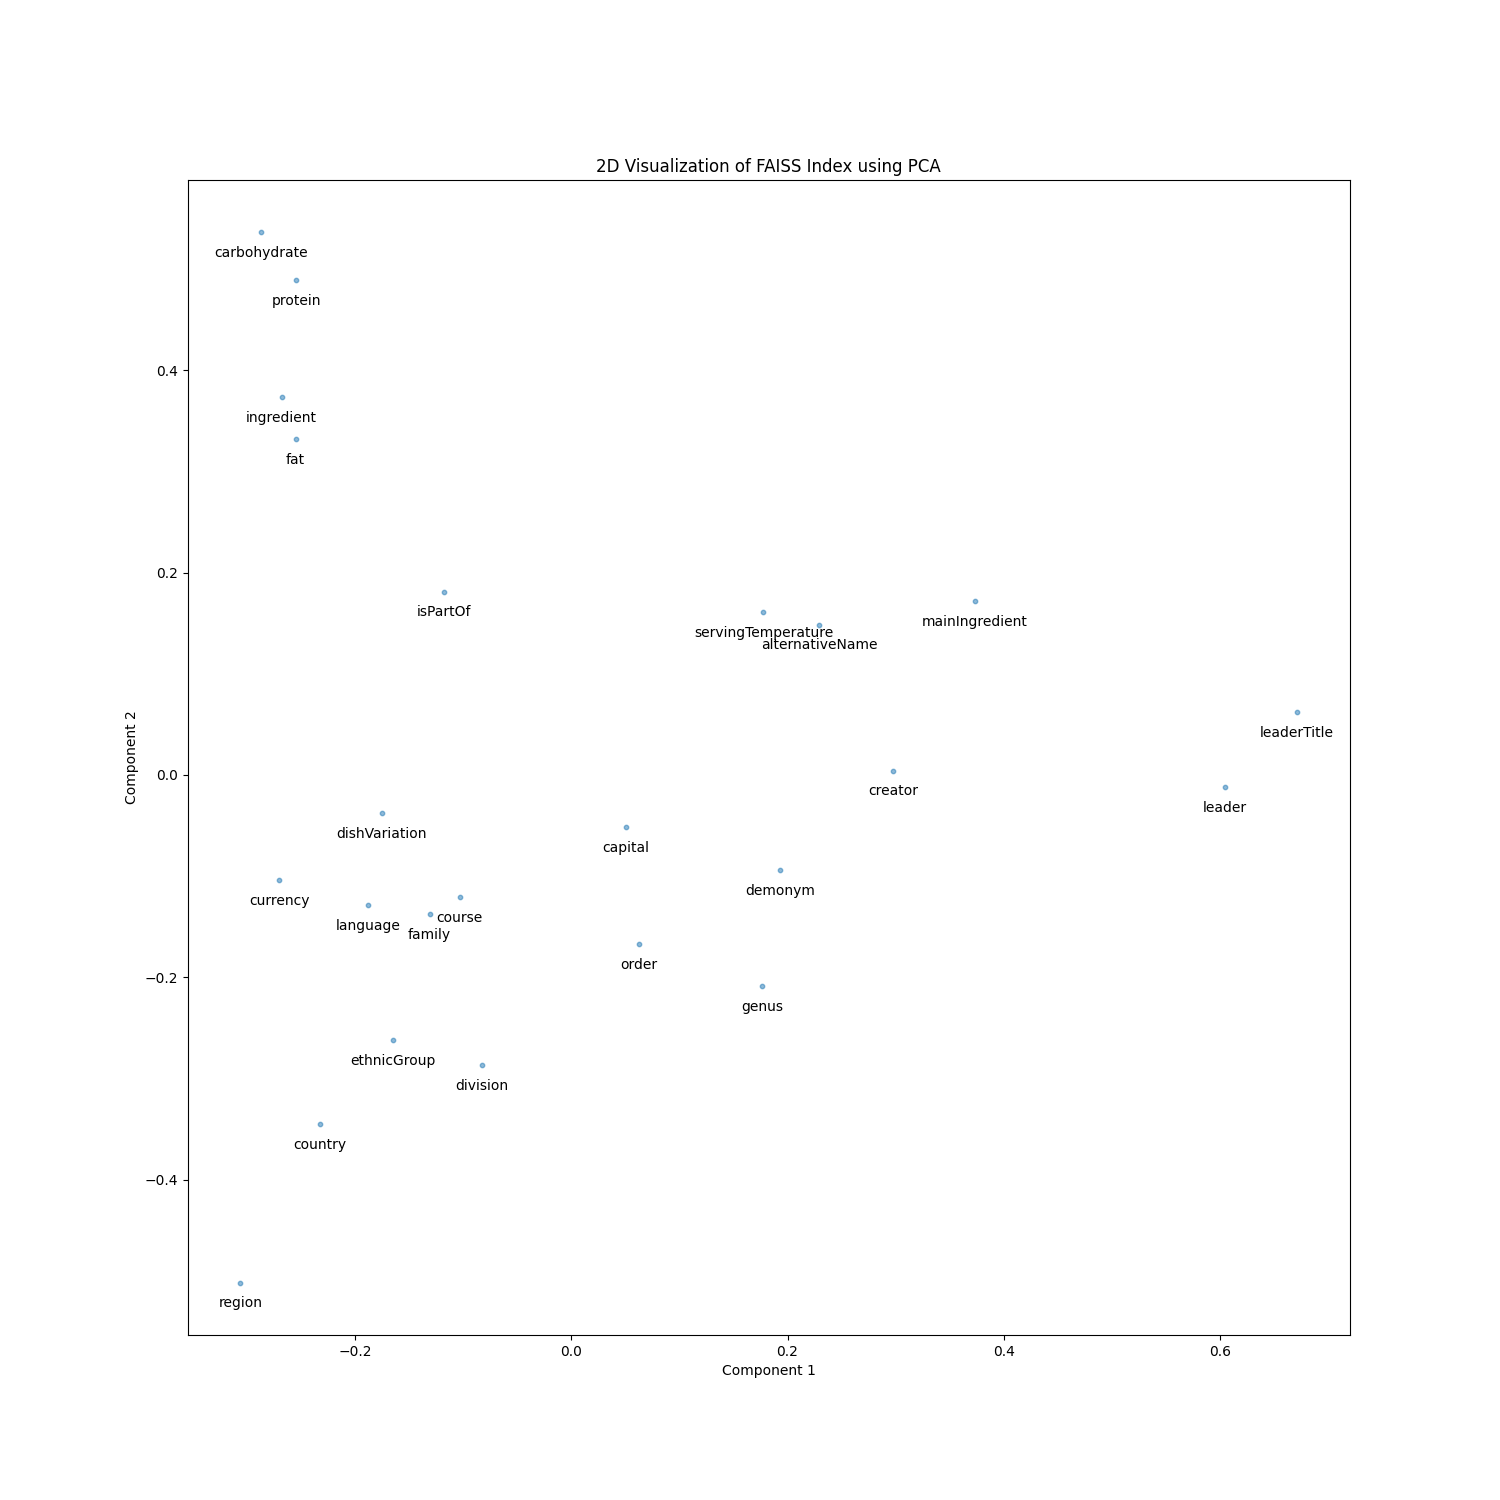 2D Visualization of FAISS Index using PCA
carbohydrate
protein
0.4
ingredient
fat
0.2
isPartOf
mainIngredient
servingTemperature
alternativeName
leaderTitle
Component 2
0.0
creator
leader
dishVariation
capital
demonym
currency
course
language
family
order
−0.2
genus
ethnicGroup
division
country
−0.4
region
−0.2
0.0
0.2
0.4
0.6
Component 1